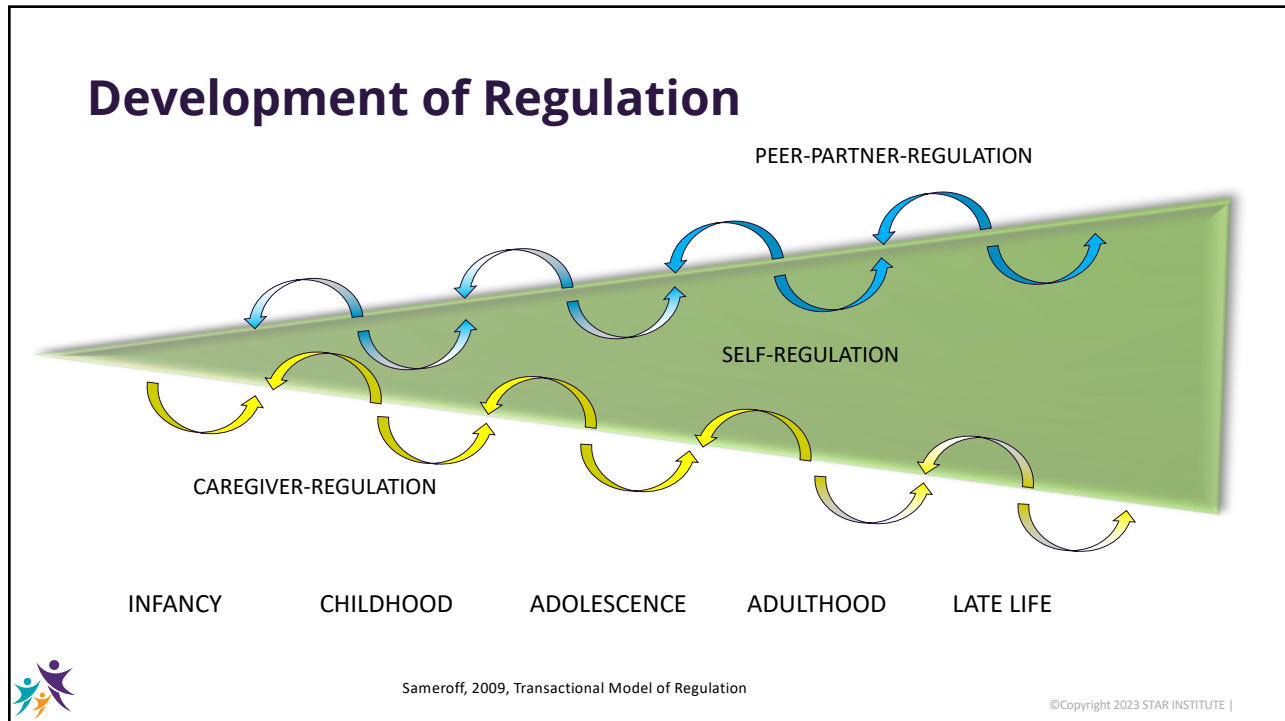 Development of Regulation
PEER-PARTNER-REGULATION
SELF-REGULATION
CAREGIVER-REGULATION
INFANCY CHILDHOOD ADOLESCENCE ADULTHOOD LATE LIFE
Sameroff, 2009, Transactional Model of Regulation
©Copyright 2023 STAR INSTITUTE |